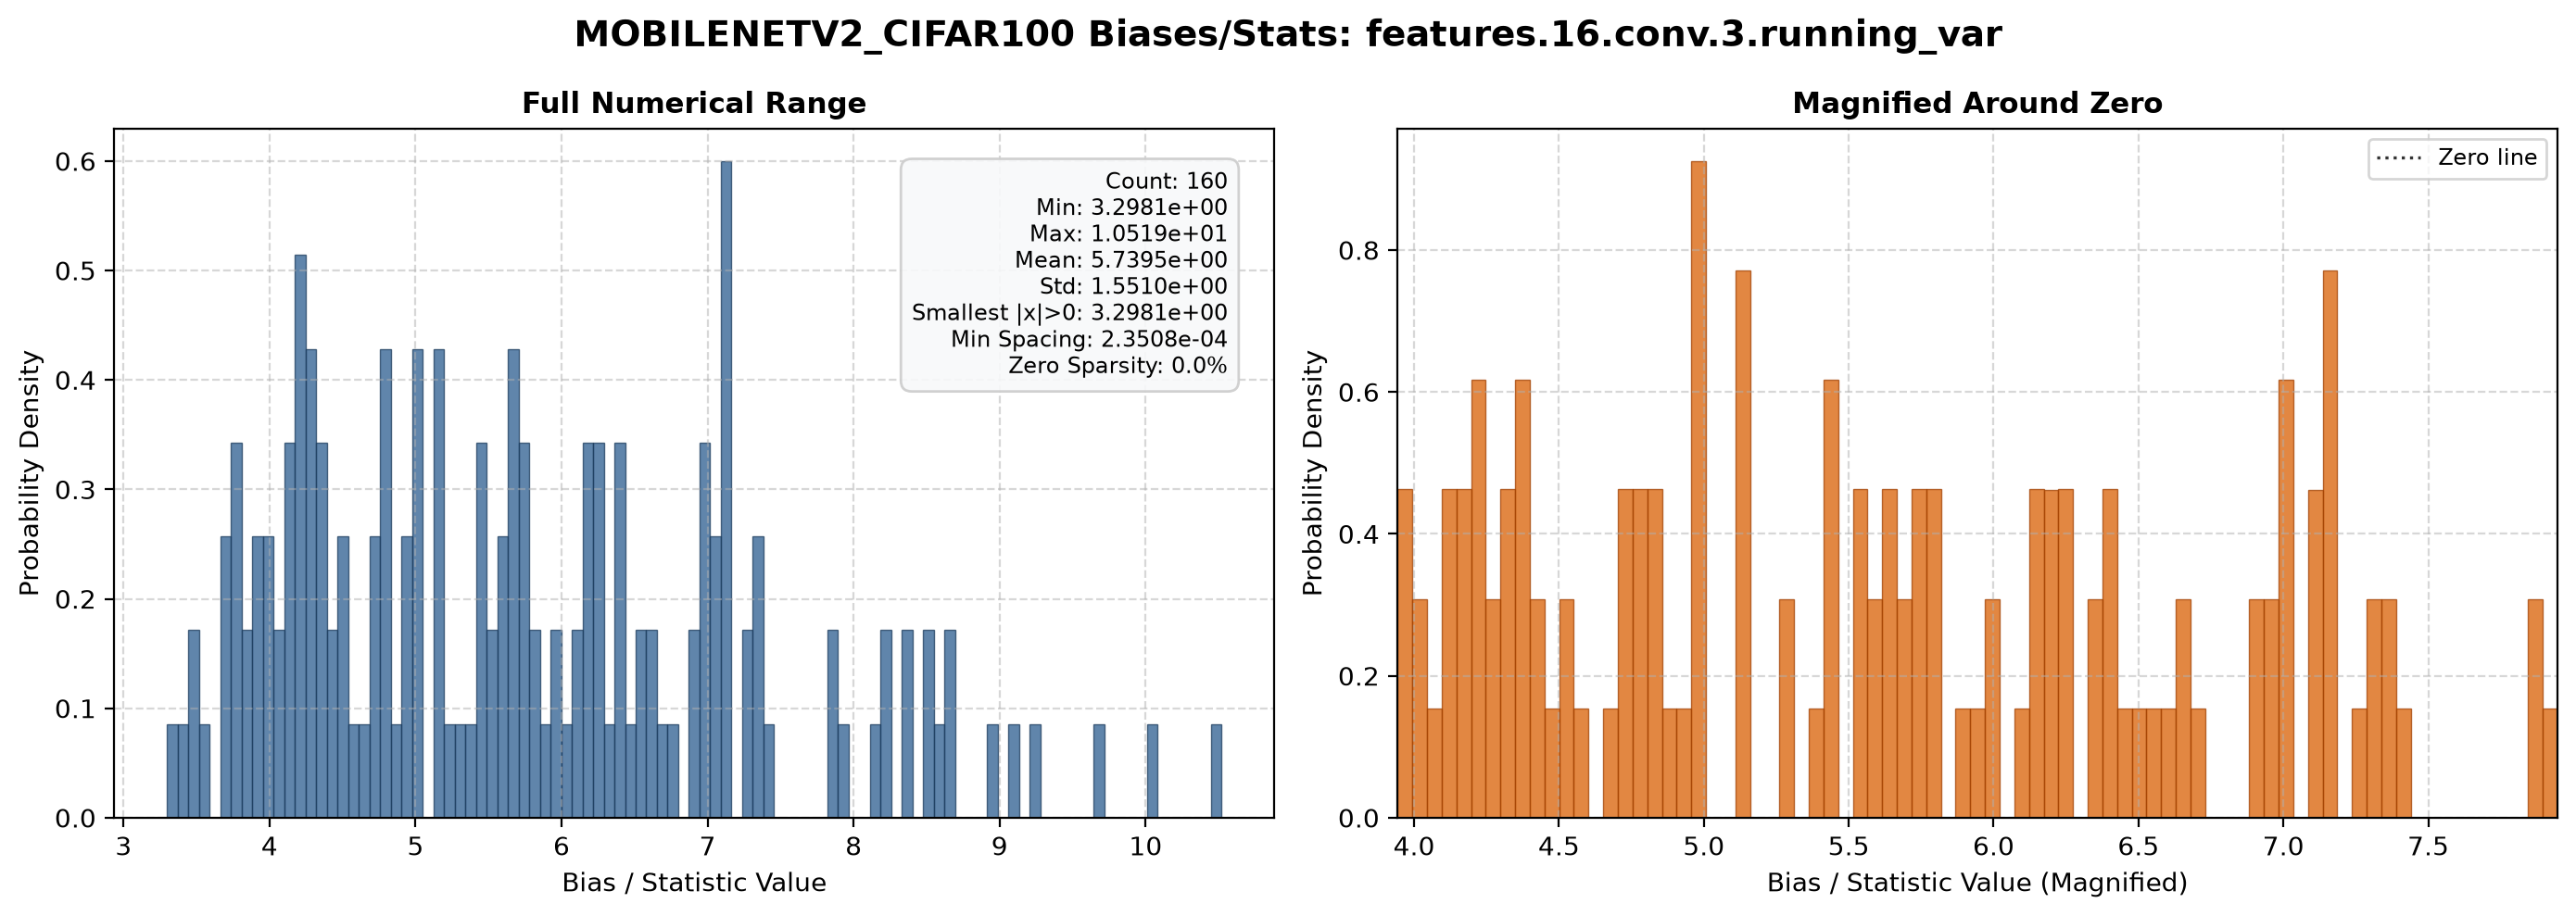 MOBILENETV2_CIFAR100 Biases/Stats: features.16.conv.3.running_var
Full Numerical Range
Probability Density
0.6
0.5
0.4
0.3
0.2
0.1
0.0
Count: 160
Min: 3.2981e+00
Max: 1.0519e+01
Mean: 5.7395e+00
Std: 1.5510e+00
Smallest |x|>0: 3.2981e+00
Min Spacing: 2.3508e-04
Zero Sparsity: 0.0%
3 4 5 6 7 8 9 10
Bias / Statistic Value
Magnified Around Zero
Probability Density
0.8
0.6
0.4
0.2
0.0
Zero line
4.0 4.5 5.0 5.5 6.0 6.5 7.0 7.5
Bias / Statistic Value (Magnified)